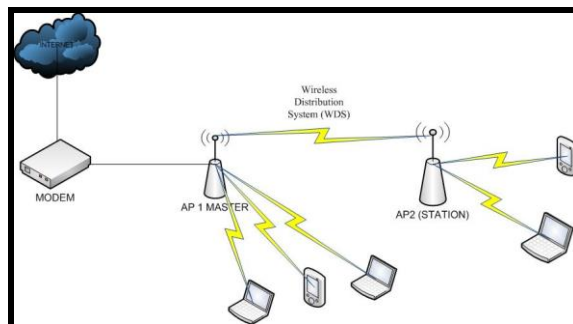 INTERNET
Wireless
Distribution
System (WDS)
MODEM
AP 1 MASTER
AP2 (STATION)